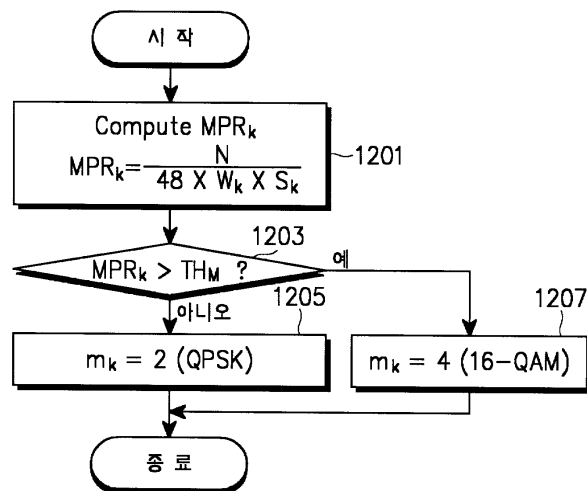 시 작
Compute MPRk
MPRk= N / 48 X Wk X Sk
1201
1203
MPRk > THM ?
예
아니오
1205
1207
mk = 2 (QPSK)
mk = 4 (16-QAM)
종 료